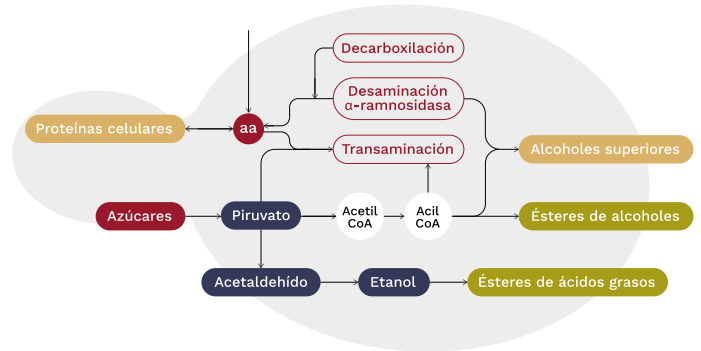 Decarboxilación
Desaminación
α-ramnosidasa
Proteínas celulares
aa
Transaminación
Alcoholes superiores
Azúcares
Piruvato
Acetil
CoA
Acil
CoA
Ésteres de alcoholes
Acetaldehído
Etanol
Ésteres de ácidos grasos